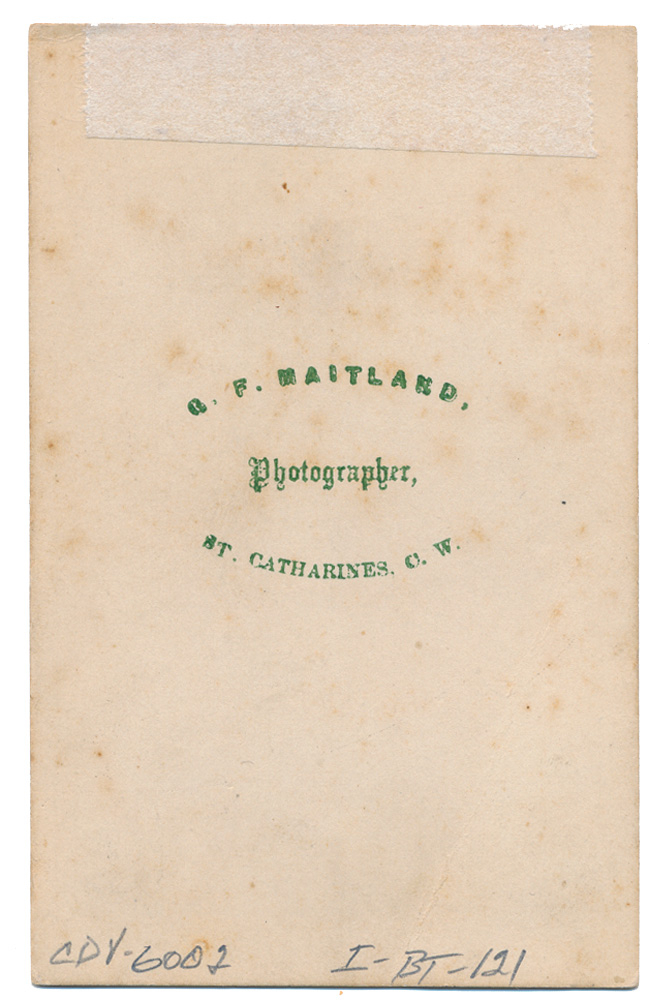 G. F. MAITLAND,
Photographer,
ST. CATHARINES, C. W.
CDV-6002 I-BT-121